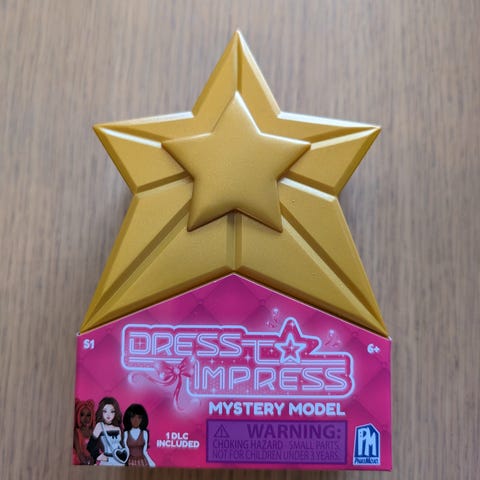 S1
DRESS TO
IMPRESS
6+
MYSTERY MODEL
1 DLC
INCLUDED
WARNING:
CHOKING HAZARD - SMALL PARTS.
NOT FOR CHILDREN UNDER 3 YEARS.
PM
PhatMojo